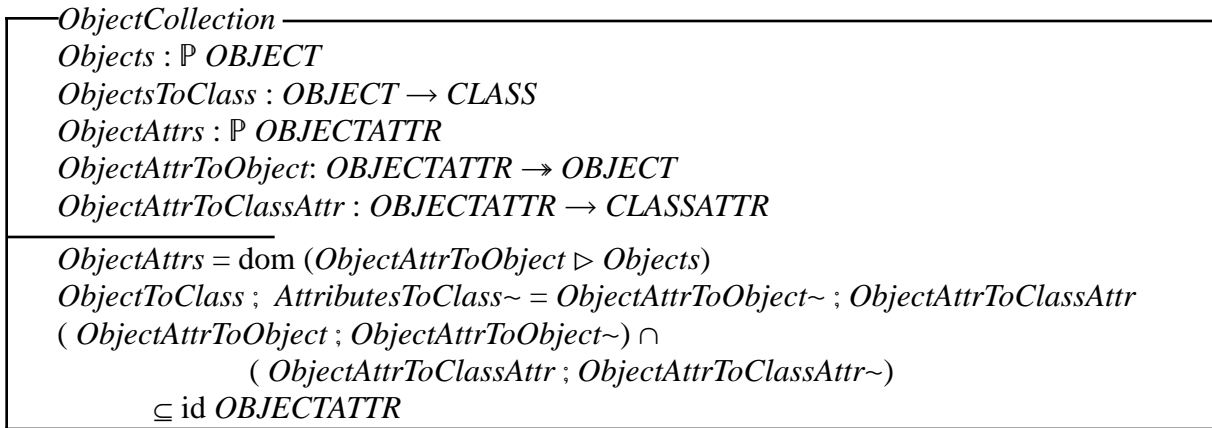 ObjectCollection
Objects : ℙ OBJECT
ObjectsToClass : OBJECT → CLASS
ObjectAttrs : ℙ OBJECTATTR
ObjectAttrToObject: OBJECTATTR ↠ OBJECT
ObjectAttrToClassAttr : OBJECTATTR → CLASSATTR
ObjectAttrs = dom (ObjectAttrToObject ▷ Objects)
ObjectToClass ⨟ AttributesToClass~ = ObjectAttrToObject~ ⨟ ObjectAttrToClassAttr
( ObjectAttrToObject ⨟ ObjectAttrToObject~) ∩
( ObjectAttrToClassAttr ⨟ ObjectAttrToClassAttr~)
⊆ id OBJECTATTR